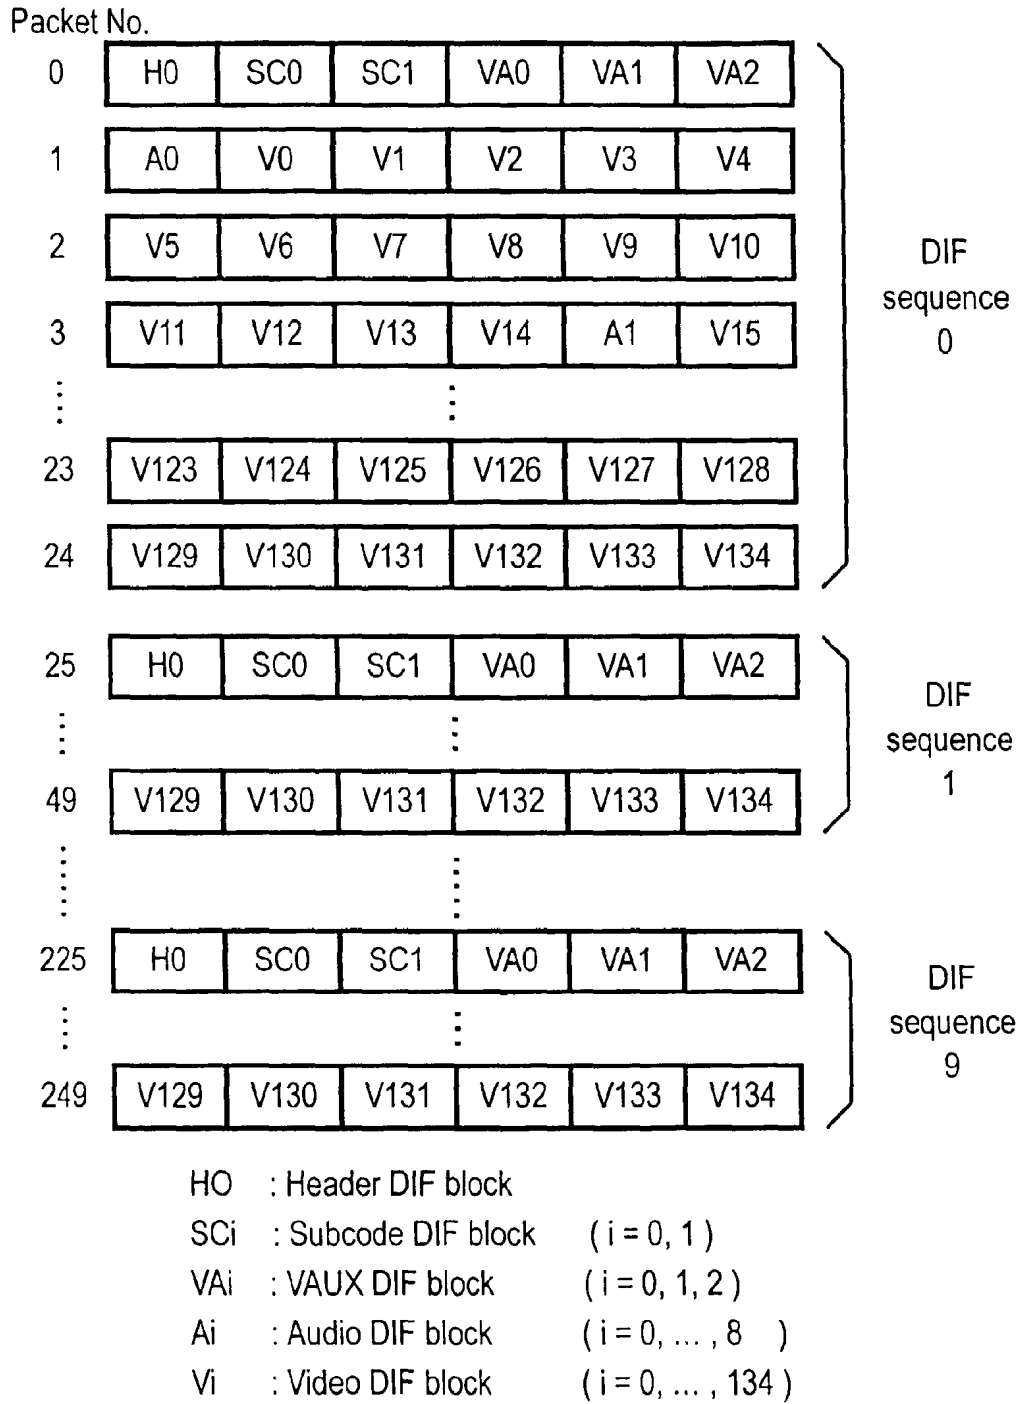 Packet No.
0 H0 SC0 SC1 VA0 VA1 VA2
1 A0 V0 V1 V2 V3 V4
2 V5 V6 V7 V8 V9 V10
3 V11 V12 V13 V14 A1 V15
DIF
sequence
0
23 V123 V124 V125 V126 V127 V128
24 V129 V130 V131 V132 V133 V134
25 H0 SC0 SC1 VA0 VA1 VA2
DIF
sequence
1
49 V129 V130 V131 V132 V133 V134
225 H0 SC0 SC1 VA0 VA1 VA2
DIF
sequence
9
249 V129 V130 V131 V132 V133 V134
HO : Header DIF block
SCi : Subcode DIF block ( i = 0, 1 )
VAi : VAUX DIF block ( i = 0, 1, 2 )
Ai : Audio DIF block ( i = 0, ... , 8 )
Vi : Video DIF block ( i = 0, ... , 134 )